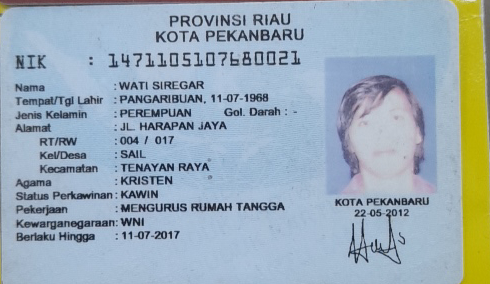 PROVINSI RIAU
KOTA PEKANBARU
NIK : 1471105107680021
Nama : WATI SIREGAR
Tempat/Tgl Lahir : PANGARIBUAN, 11-07-1968
Jenis Kelamin : PEREMPUAN Gol. Darah : -
Alamat : JL. HARAPAN JAYA
RT/RW : 004 / 017
Kel/Desa : SAIL
Kecamatan : TENAYAN RAYA
Agama : KRISTEN
Status Perkawinan : KAWIN
Pekerjaan : MENGURUS RUMAH TANGGA
Kewarganegaraan : WNI
Berlaku Hingga : 11-07-2017
KOTA PEKANBARU
22-05-2012